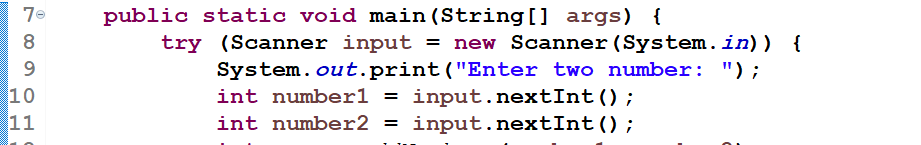 7 public static void main(String[] args) {
8 try (Scanner input = new Scanner(System.in)) {
9 System.out.print("Enter two number: ");
10 int number1 = input.nextInt();
11 int number2 = input.nextInt();